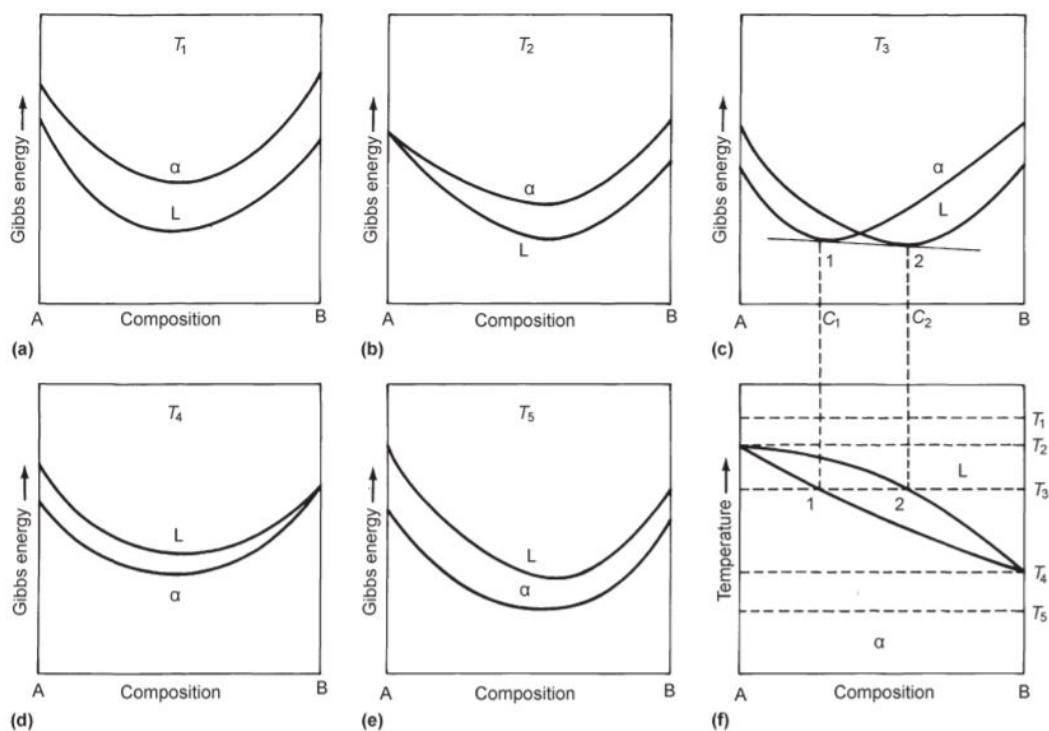 T1
Gibbs energy
α
L
A
Composition
B
(a)
T2
Gibbs energy
α
L
A
Composition
B
(b)
T3
Gibbs energy
α
L
1
2
A
C1
C2
B
(c)
T4
Gibbs energy
L
α
A
Composition
B
(d)
T5
Gibbs energy
L
α
A
Composition
B
(e)
T1
T2
L
T3
1
2
Temperature
T4
T5
α
A
Composition
B
(f)